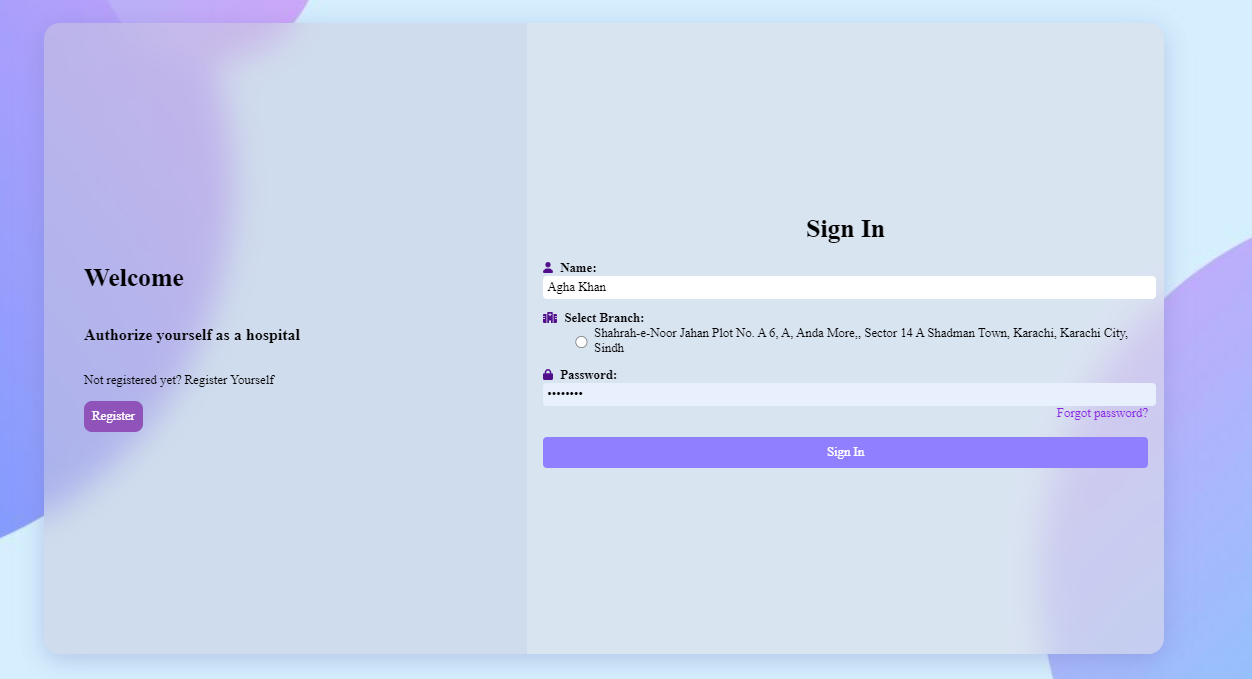 Welcome
Authorize yourself as a hospital
Not registered yet? Register Yourself
Register
Sign In
Name:
Agha Khan
Select Branch:
Shahrah-e-Noor Jahan Plot No. A 6, A, Anda More,, Sector 14 A Shadman Town, Karachi, Karachi City,
Sindh
Password:
••••••••
Forgot password?
Sign In